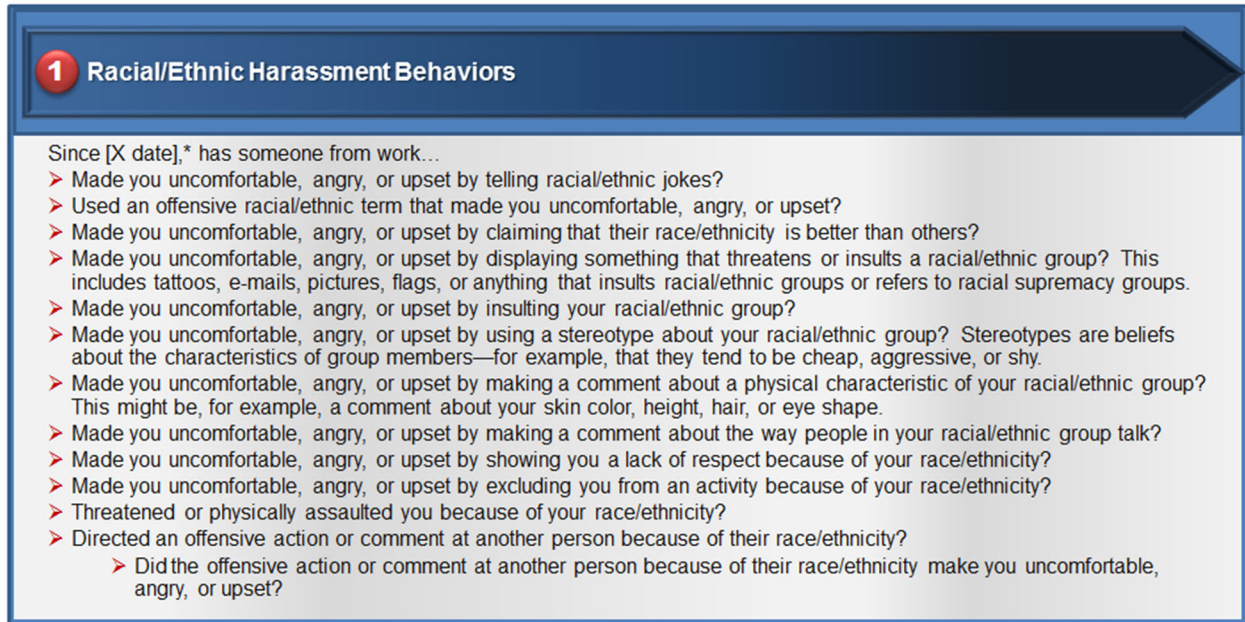 1 Racial/Ethnic Harassment Behaviors
Since [X date],* has someone from work…
➢ Made you uncomfortable, angry, or upset by telling racial/ethnic jokes?
➢ Used an offensive racial/ethnic term that made you uncomfortable, angry, or upset?
➢ Made you uncomfortable, angry, or upset by claiming that their race/ethnicity is better than others?
➢ Made you uncomfortable, angry, or upset by displaying something that threatens or insults a racial/ethnic group? This
includes tattoos, e-mails, pictures, flags, or anything that insults racial/ethnic groups or refers to racial supremacy groups.
➢ Made you uncomfortable, angry, or upset by insulting your racial/ethnic group?
➢ Made you uncomfortable, angry, or upset by using a stereotype about your racial/ethnic group? Stereotypes are beliefs
about the characteristics of group members—for example, that they tend to be cheap, aggressive, or shy.
➢ Made you uncomfortable, angry, or upset by making a comment about a physical characteristic of your racial/ethnic group?
This might be, for example, a comment about your skin color, height, hair, or eye shape.
➢ Made you uncomfortable, angry, or upset by making a comment about the way people in your racial/ethnic group talk?
➢ Made you uncomfortable, angry, or upset by showing you a lack of respect because of your race/ethnicity?
➢ Made you uncomfortable, angry, or upset by excluding you from an activity because of your race/ethnicity?
➢ Threatened or physically assaulted you because of your race/ethnicity?
➢ Directed an offensive action or comment at another person because of their race/ethnicity?
➢ Did the offensive action or comment at another person because of their race/ethnicity make you uncomfortable,
angry, or upset?